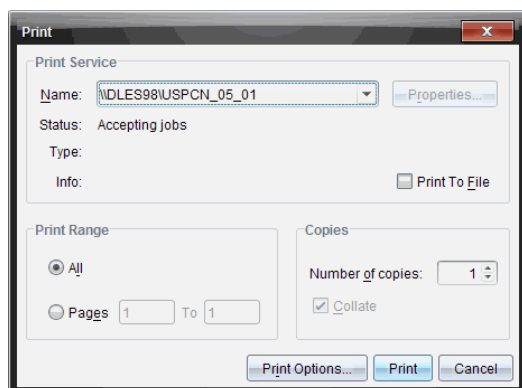 Print
Print Service
Name: \\DLES98\USPCN_05_01 Properties...
Status: Accepting jobs
Type:
Info: Print To File
Print Range
All
Pages 1 To 1
Copies
Number of copies: 1
Collate
Print Options... Print Cancel